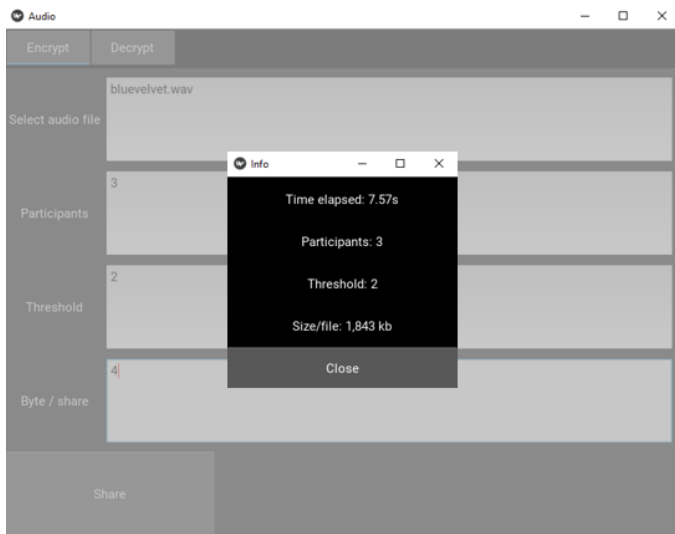 Audio
Encrypt Decrypt
Select audio file
bluevelvet.wav
Participants
3
Threshold
2
Byte / share
4
Share
Info
Time elapsed: 7.57s
Participants: 3
Threshold: 2
Size/file: 1,843 kb
Close